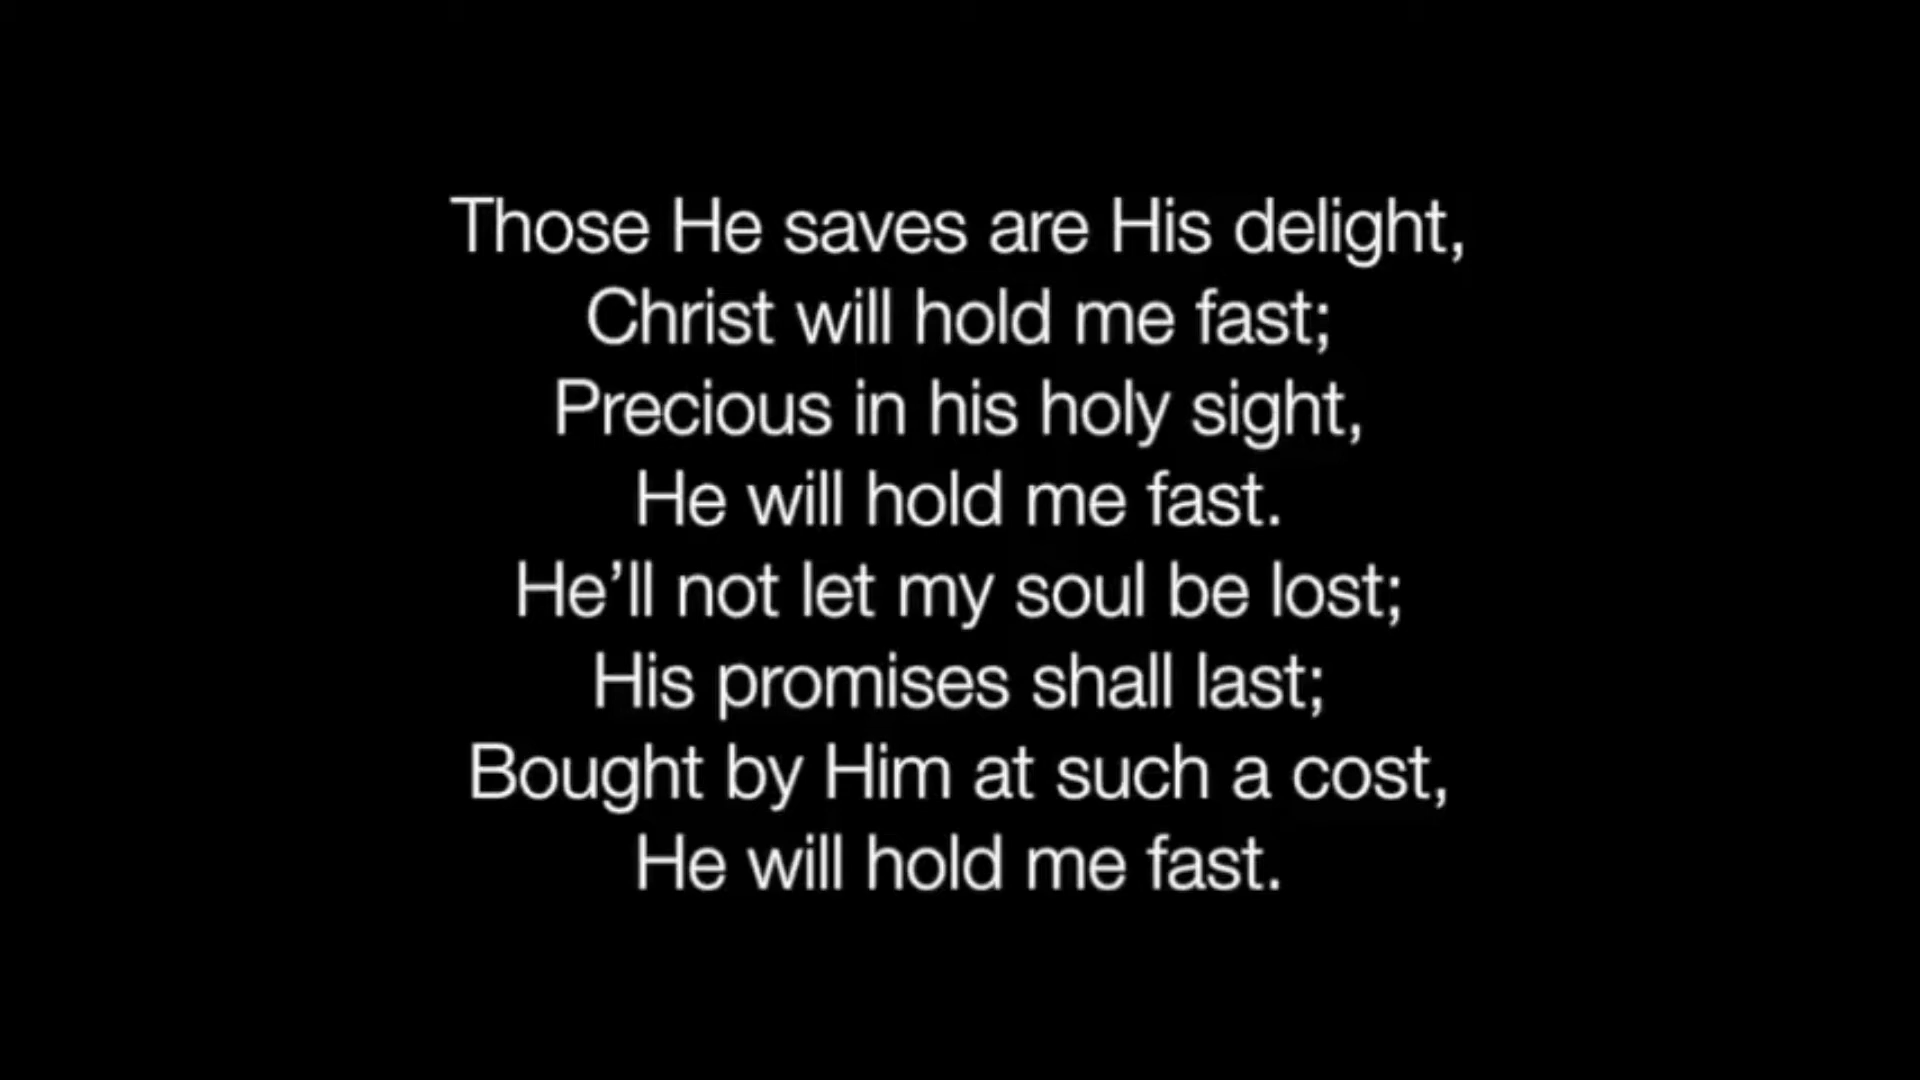 Those He saves are His delight,
Christ will hold me fast;
Precious in his holy sight,
He will hold me fast.
He’ll not let my soul be lost;
His promises shall last;
Bought by Him at such a cost,
He will hold me fast.